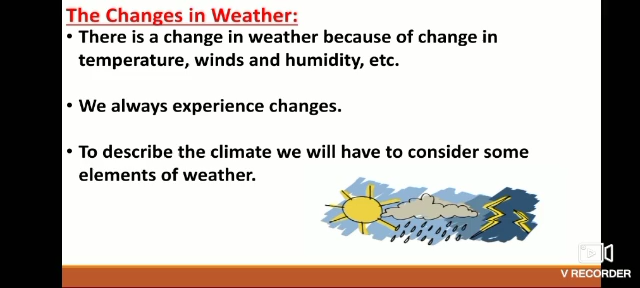 The Changes in Weather:
• There is a change in weather because of change in
temperature, winds and humidity, etc.
• We always experience changes.
• To describe the climate we will have to consider some
elements of weather.
V RECORDER